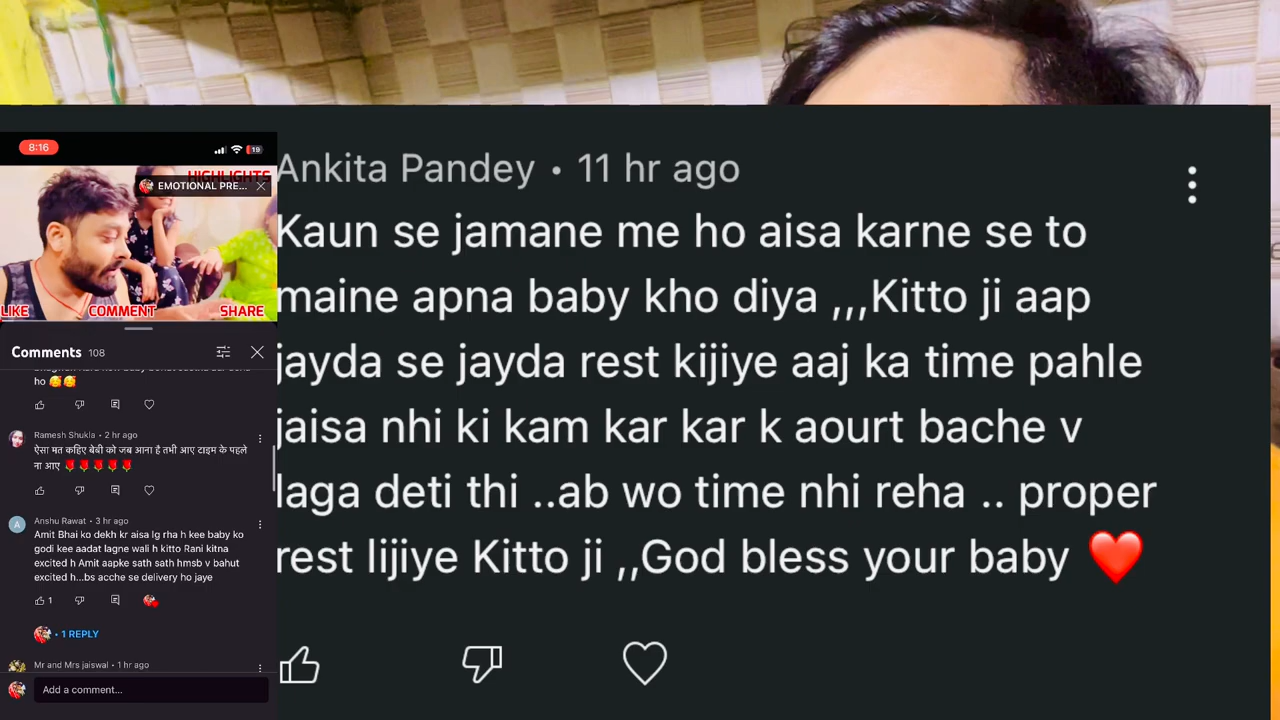 Ankita Pandey • 11 hr ago
Kaun se jamane me ho aisa karne se to
maine apna baby kho diya ,,,Kitto ji aap
jayda se jayda rest kijiye aaj ka time pahle
jaisa nhi ki kam kar kar k aourt bache v
laga deti thi ..ab wo time nhi reha .. proper
rest lijiye Kitto ji ,,God bless your baby ❤️
8:16
19
HIGHLIGHTS
EMOTIONAL PRE...
LIKE COMMENT SHARE
Comments 108
ho 🥰🥰
Ramesh Shukla • 2 hr ago
ऐसा मत कहिए बेबी को जब आना है तभी आए टाइम के पहले
ना आए 🌹🌹🌹🌹🌹
A
Anshu Rawat • 3 hr ago
Amit Bhai ko dekh kr aisa lg rha h kee baby ko
godi kee aadat lagne wali h kitto Rani kitna
excited h Amit aapke sath sath hmsb v bahut
excited h...bs acche se delivery ho jaye
1
• 1 REPLY
Mr and Mrs jaiswal • 1 hr ago
Add a comment...